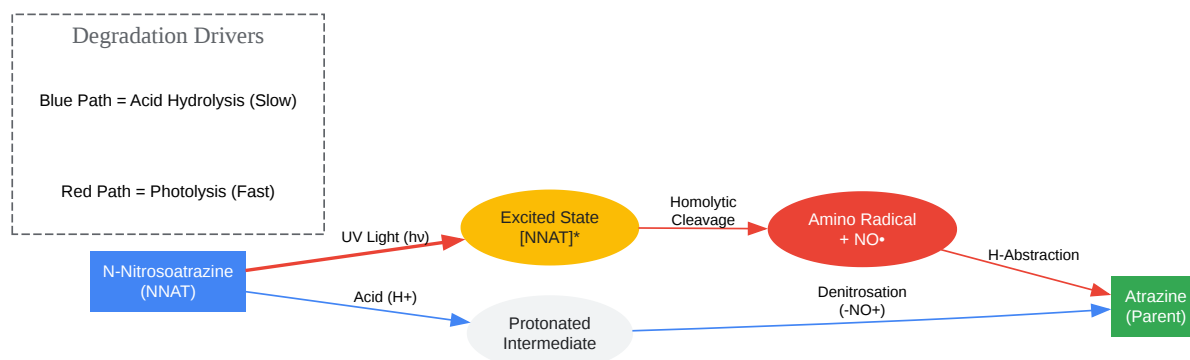 Degradation Drivers
Blue Path = Acid Hydrolysis (Slow)
Red Path = Photolysis (Fast)
N-Nitrosoatrazine
(NNAT)
UV Light (hν)
Acid (H+)
Excited State
[NNAT]*
Protonated
Intermediate
Homolytic
Cleavage
Amino Radical
+ NO•
H-Abstraction
Denitrosation
(-NO+)
Atrazine
(Parent)